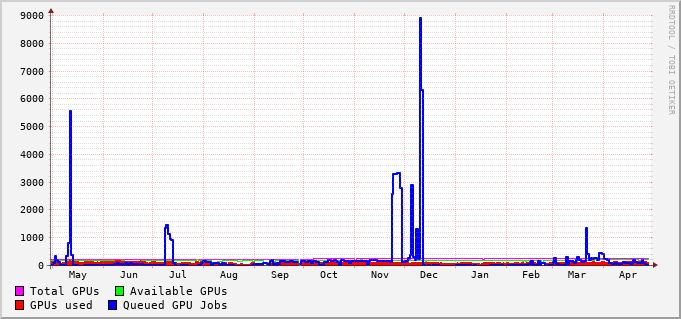 9000
8000
7000
6000
5000
4000
3000
2000
1000
0
May Jun Jul Aug Sep Oct Nov Dec Jan Feb Mar Apr
Total GPUs Available GPUs
GPUs used Queued GPU Jobs
RRDTOOL / TOBI OETIKER